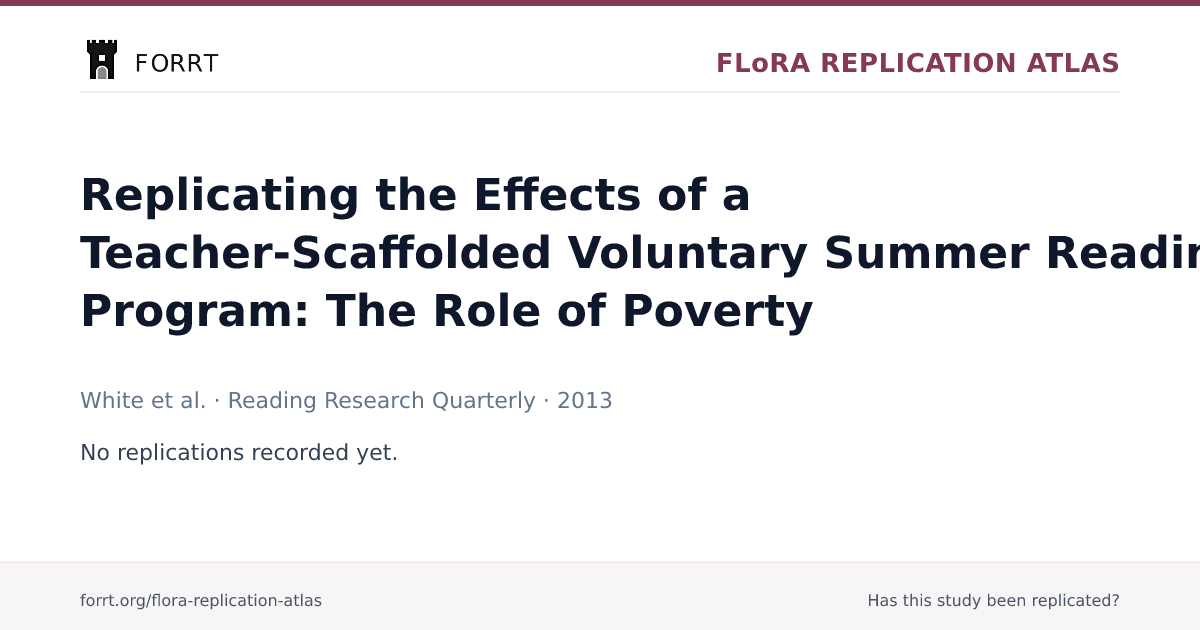 FORRT
FLoRA REPLICATION ATLAS
Replicating the Effects of a
Teacher-Scaffolded Voluntary Summer Readin
Program: The Role of Poverty
White et al. · Reading Research Quarterly · 2013
No replications recorded yet.
forrt.org/flora-replication-atlas
Has this study been replicated?